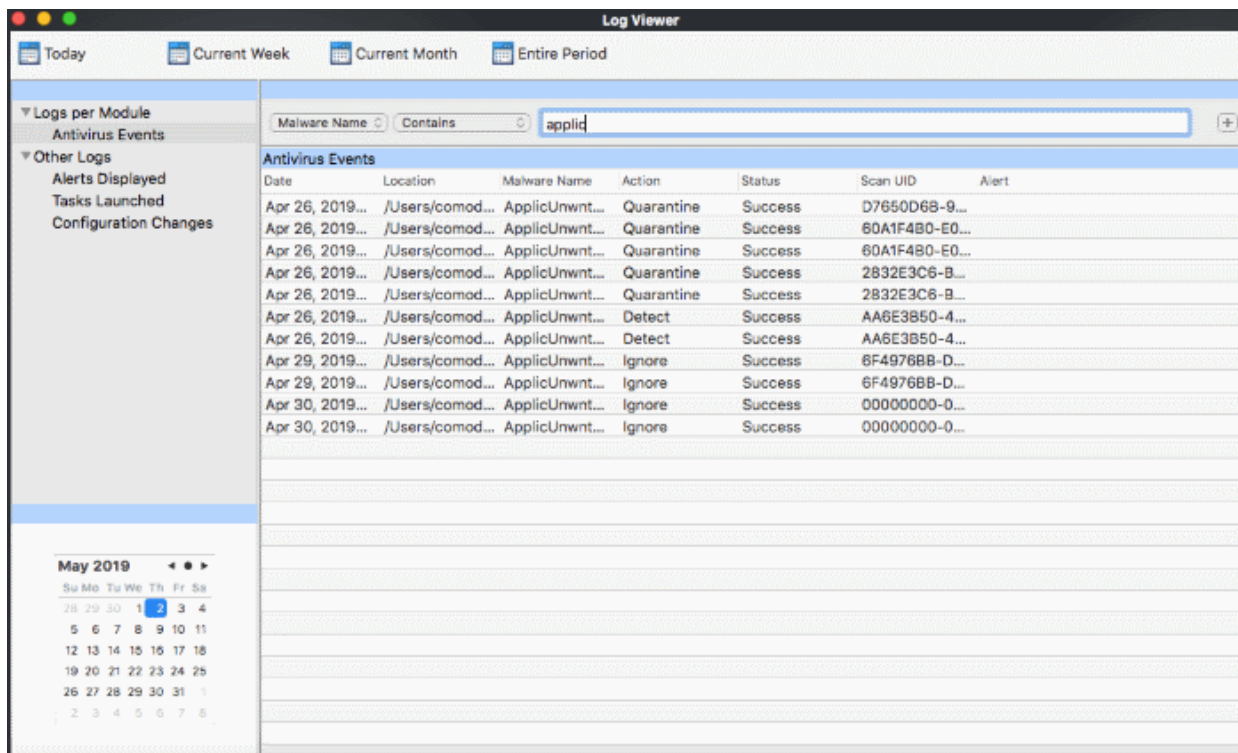 Log Viewer
Today Current Week Current Month Entire Period
Logs per Module
Antivirus Events
Other Logs
Alerts Displayed
Tasks Launched
Configuration Changes
Malware Name Contains applic
Antivirus Events
Date Location Malware Name Action Status Scan UID Alert
Apr 26, 2019... /Users/comod... ApplicUnwnt... Quarantine Success D7650D6B-9...
Apr 26, 2019... /Users/comod... ApplicUnwnt... Quarantine Success 60A1F4B0-E0...
Apr 26, 2019... /Users/comod... ApplicUnwnt... Quarantine Success 60A1F4B0-E0...
Apr 26, 2019... /Users/comod... ApplicUnwnt... Quarantine Success 2832E3C6-B...
Apr 26, 2019... /Users/comod... ApplicUnwnt... Quarantine Success 2832E3C6-B...
Apr 26, 2019... /Users/comod... ApplicUnwnt... Detect Success AA6E3B50-4...
Apr 26, 2019... /Users/comod... ApplicUnwnt... Detect Success AA6E3B50-4...
Apr 29, 2019... /Users/comod... ApplicUnwnt... Ignore Success 6F4976BB-D...
Apr 29, 2019... /Users/comod... ApplicUnwnt... Ignore Success 6F4976BB-D...
Apr 30, 2019... /Users/comod... ApplicUnwnt... Ignore Success 00000000-0...
Apr 30, 2019... /Users/comod... ApplicUnwnt... Ignore Success 00000000-0...
May 2019
Su Mo Tu We Th Fr Sa
28 29 30 1 2 3 4
5 6 7 8 9 10 11
12 13 14 15 16 17 18
19 20 21 22 23 24 25
26 27 28 29 30 31 1
2 3 4 5 6 7 8